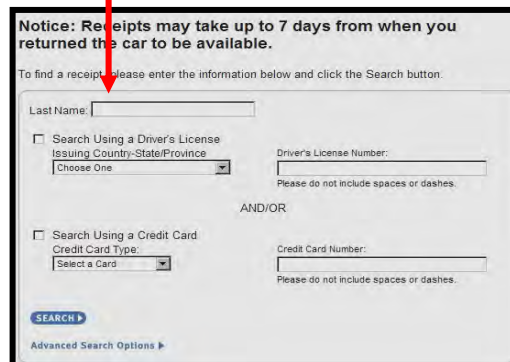 Notice: Receipts may take up to 7 days from when you
returned the car to be available.
To find a receipt, please enter the information below and click the Search button.
Last Name:
Search Using a Driver's License
Issuing Country-State/Province
Driver's License Number:
Choose One
Please do not include spaces or dashes.
AND/OR
Search Using a Credit Card
Credit Card Type:
Credit Card Number:
Select a Card
Please do not include spaces or dashes.
SEARCH
Advanced Search Options